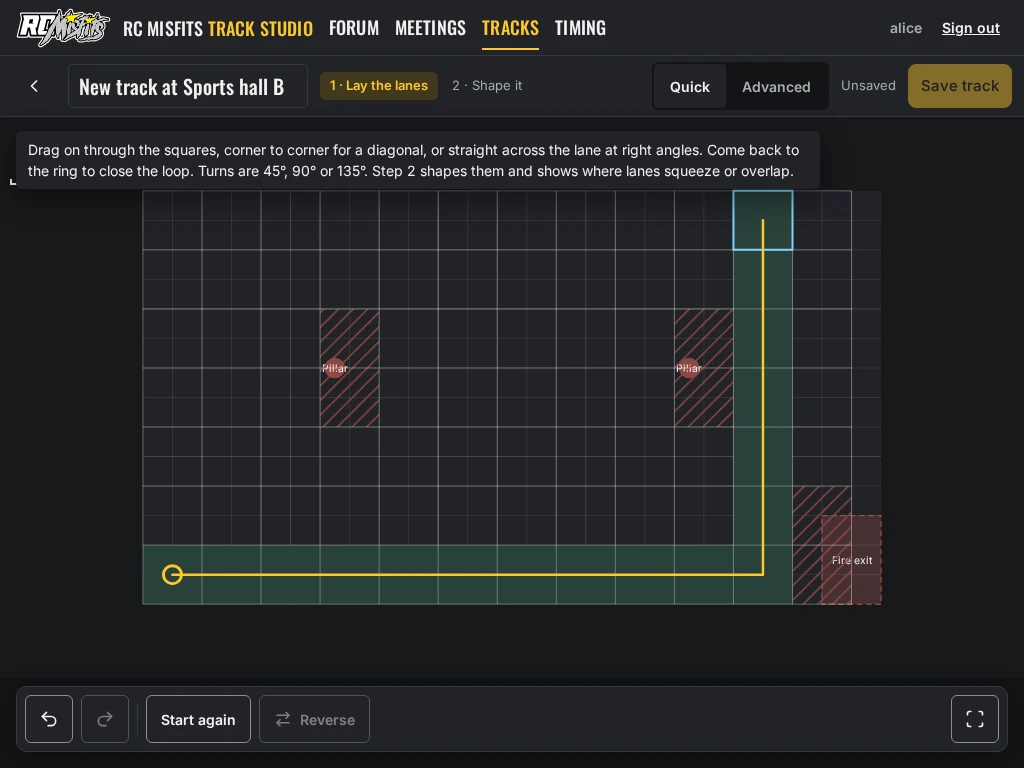 RC Misfits
RC MISFITS TRACK STUDIO
FORUM
MEETINGS
TRACKS
TIMING
alice
Sign out
New track at Sports hall B
1 · Lay the lanes
2 · Shape it
Quick
Advanced
Unsaved
Save track
Drag on through the squares, corner to corner for a diagonal, or straight across the lane at right angles. Come back to
the ring to close the loop. Turns are 45°, 90° or 135°. Step 2 shapes them and shows where lanes squeeze or overlap.
Pillar
Pillar
Fire exit
Start again
Reverse